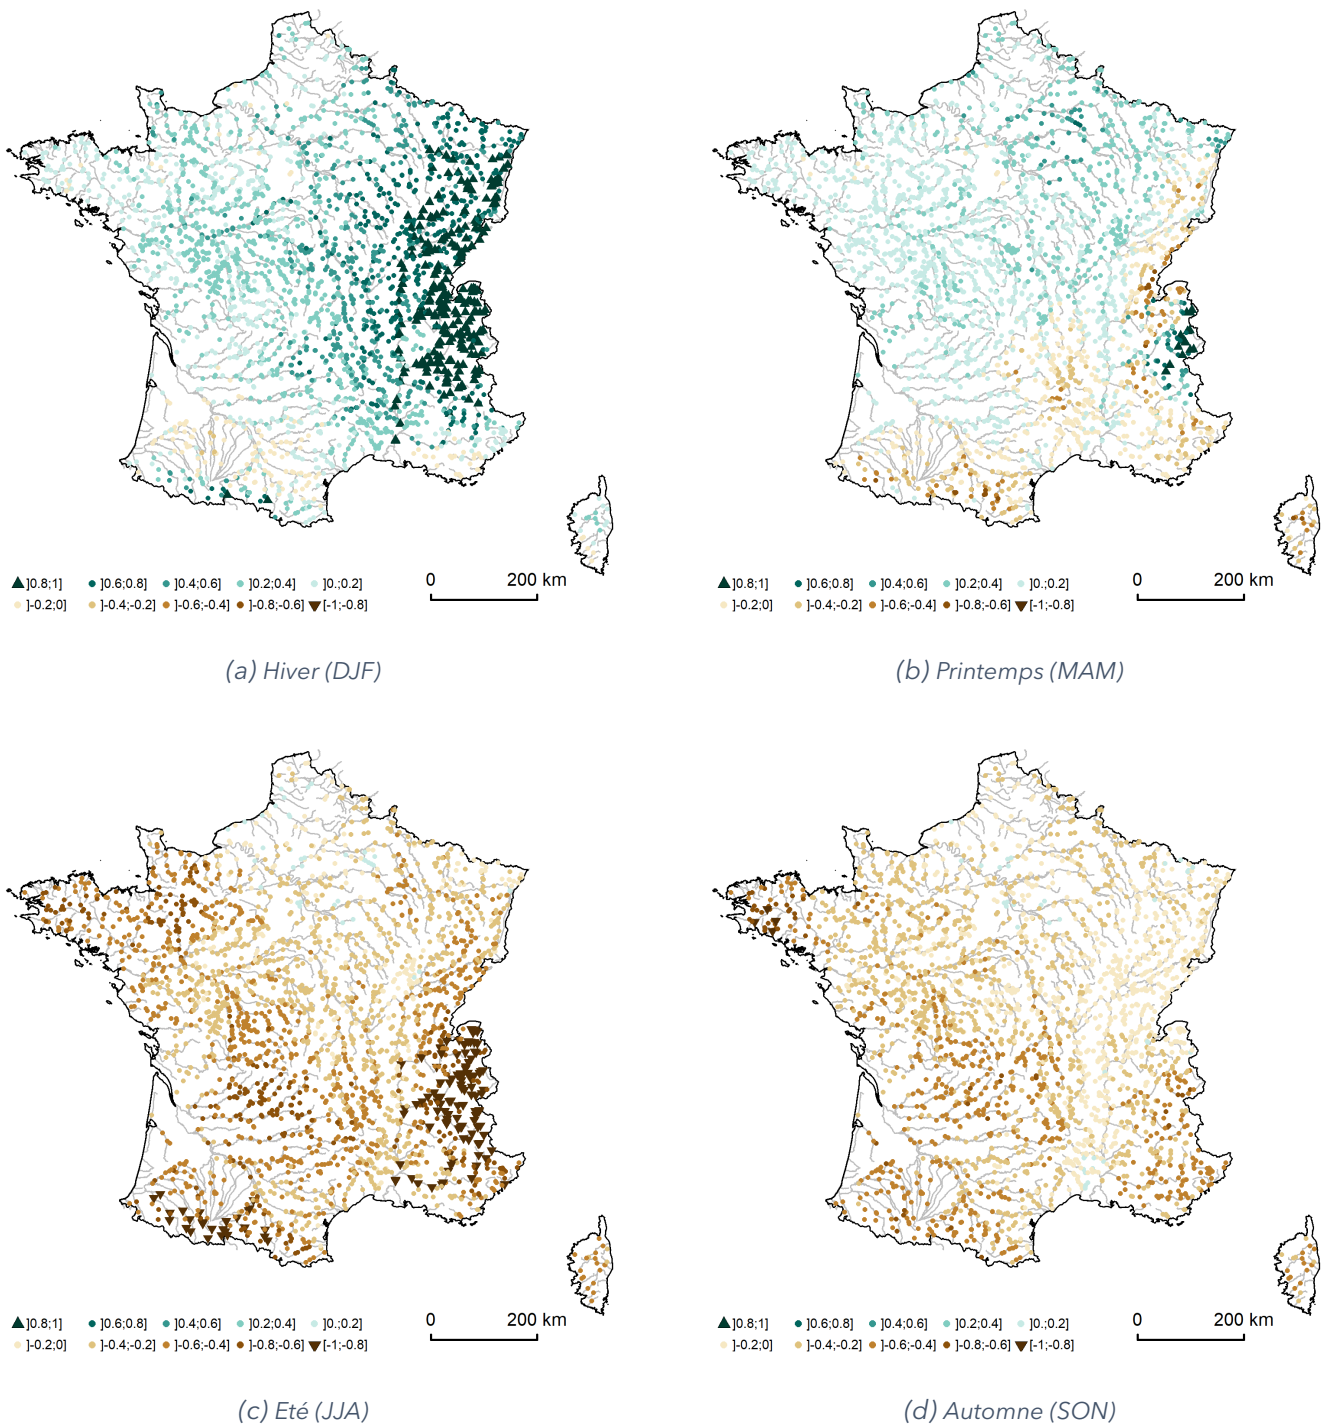 ]0.8;1] ]0.6;0.8] ]0.4;0.6] ]0.2;0.4] ]0.;0.2]
]-0.2;0] ]-0.4;-0.2] ]-0.6;-0.4] ]-0.8;-0.6] [-1;-0.8]
0 200 km
]0.8;1] ]0.6;0.8] ]0.4;0.6] ]0.2;0.4] ]0.;0.2]
]-0.2;0] ]-0.4;-0.2] ]-0.6;-0.4] ]-0.8;-0.6] [-1;-0.8]
0 200 km
(a) Hiver (DJF)
(b) Printemps (MAM)
]0.8;1] ]0.6;0.8] ]0.4;0.6] ]0.2;0.4] ]0.;0.2]
]-0.2;0] ]-0.4;-0.2] ]-0.6;-0.4] ]-0.8;-0.6] [-1;-0.8]
0 200 km
]0.8;1] ]0.6;0.8] ]0.4;0.6] ]0.2;0.4] ]0.;0.2]
]-0.2;0] ]-0.4;-0.2] ]-0.6;-0.4] ]-0.8;-0.6] [-1;-0.8]
0 200 km
(c) Eté (JJA)
(d) Automne (SON)